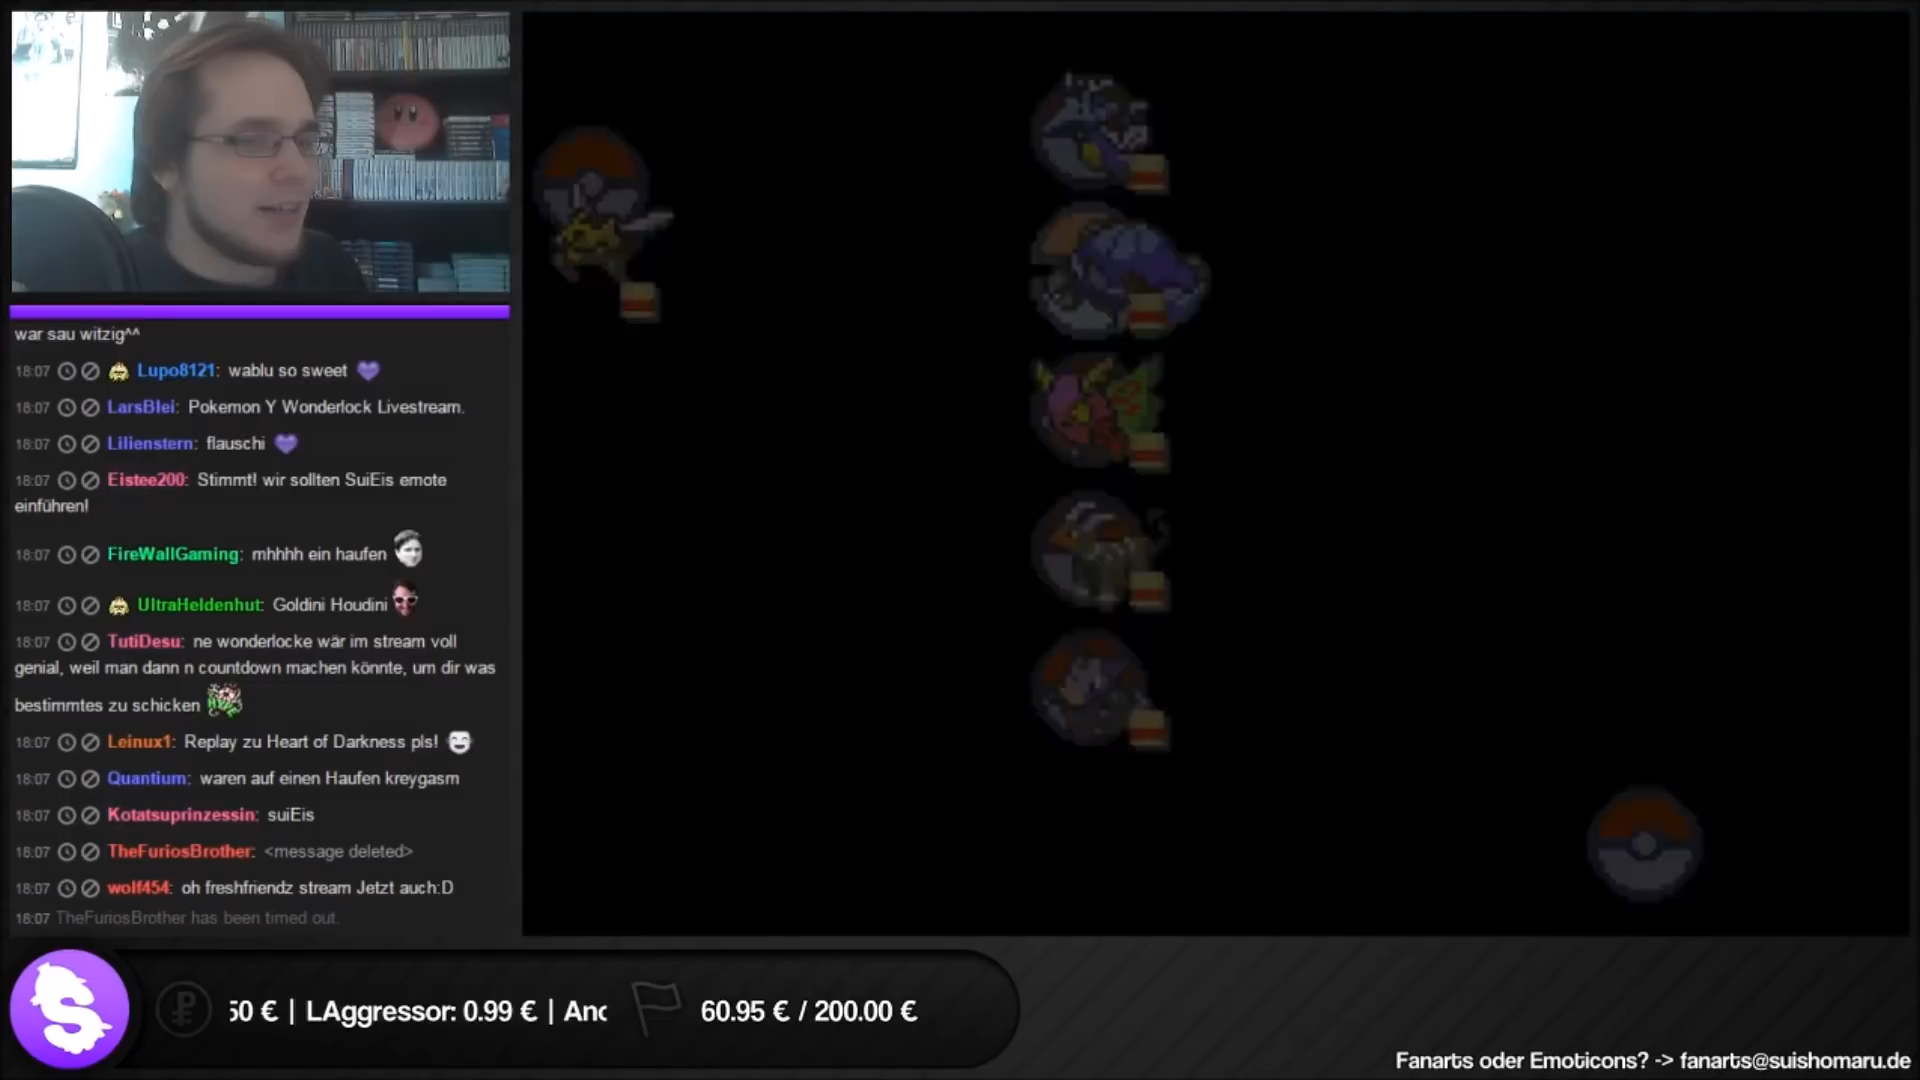 war sau witzig^^
18:07 Lupo8121: wablu so sweet
18:07 LarsBlei: Pokemon Y Wonderlock Livestream.
18:07 Lilienstern: flauschi
18:07 Eistee200: Stimmt! wir sollten SuiEis emote
einführen!
18:07 FireWallGaming: mhhhh ein haufen
18:07 UltraHeldenhut: Goldini Houdini
18:07 TutiDesu: ne wonderlocke wär im stream voll
genial, weil man dann n countdown machen könnte, um dir was
bestimmtes zu schicken
18:07 Leinux1: Replay zu Heart of Darkness pls!
18:07 Quantium: waren auf einen Haufen kreygasm
18:07 Kotatsuprinzessin: suiEis
18:07 TheFuriosBrother: <message deleted>
18:07 wolf454: oh freshfriendz stream Jetzt auch:D
18:07 TheFuriosBrother has been timed out.
50 € | LAggressor: 0.99 € | Anc
60.95 € / 200.00 €
Fanarts oder Emoticons? -> fanarts@suishomaru.de